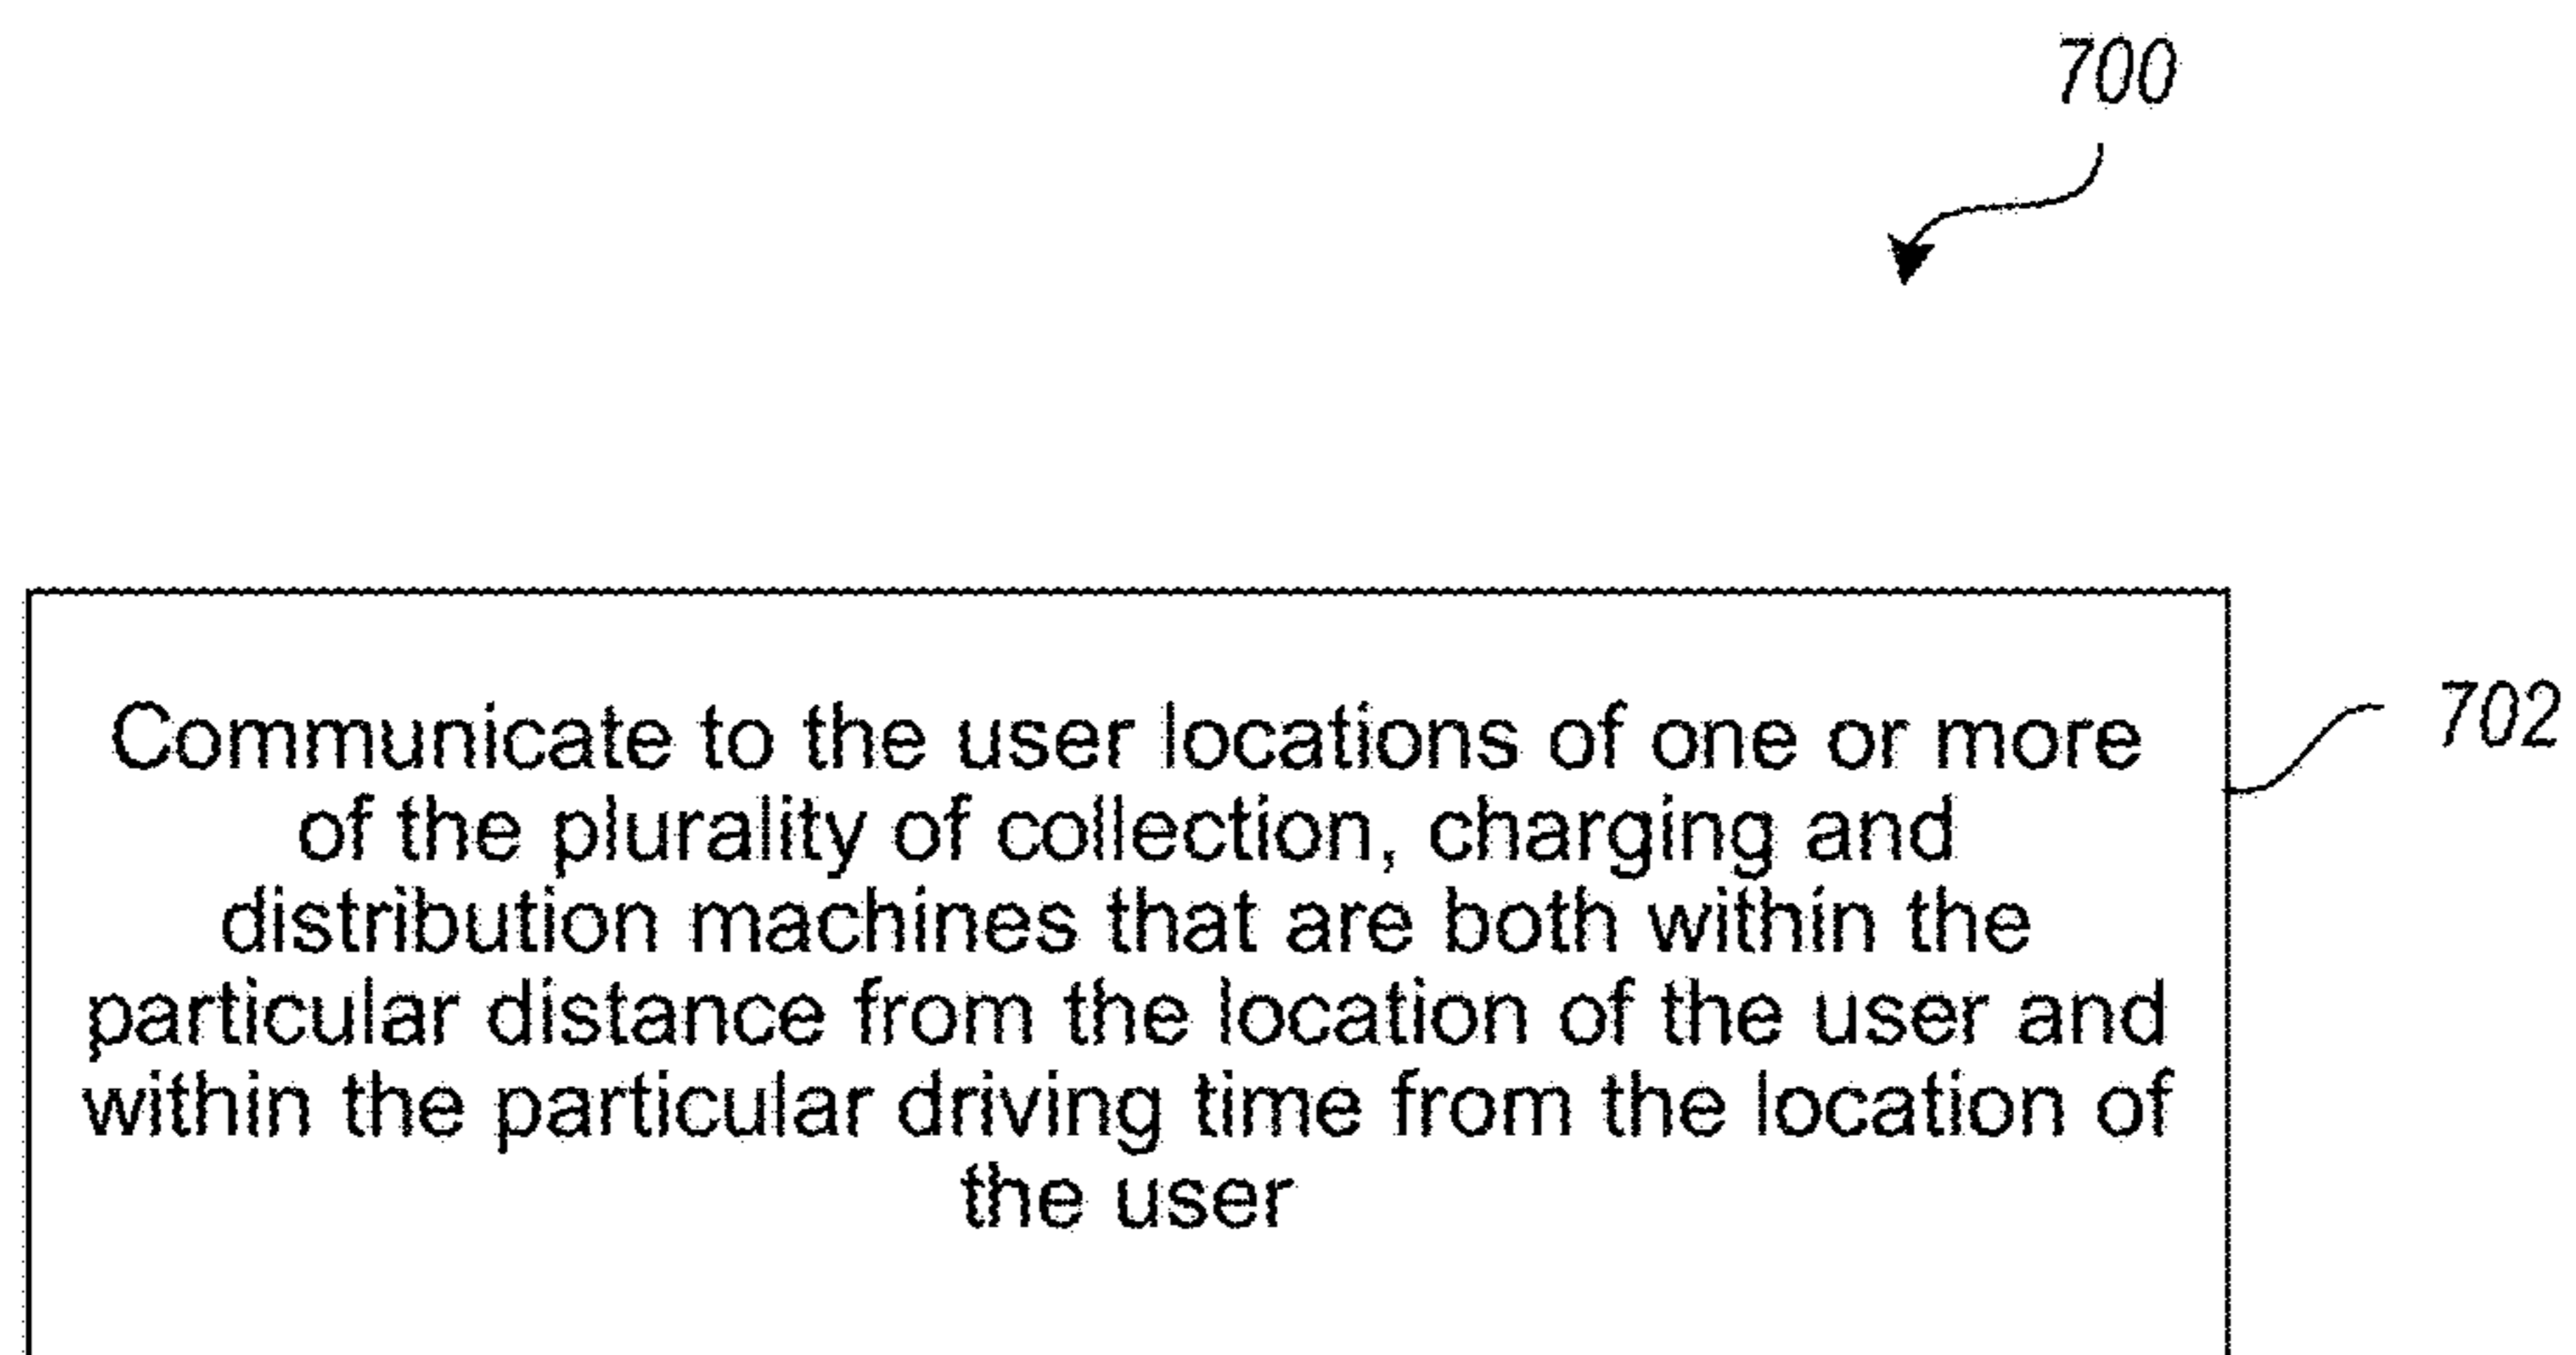 700
Communicate to the user locations of one or more
702
of the plurality of collection, charging and
distribution machines that are both within the
particular distance from the location of the user and
within the particular driving time from the location of
the user